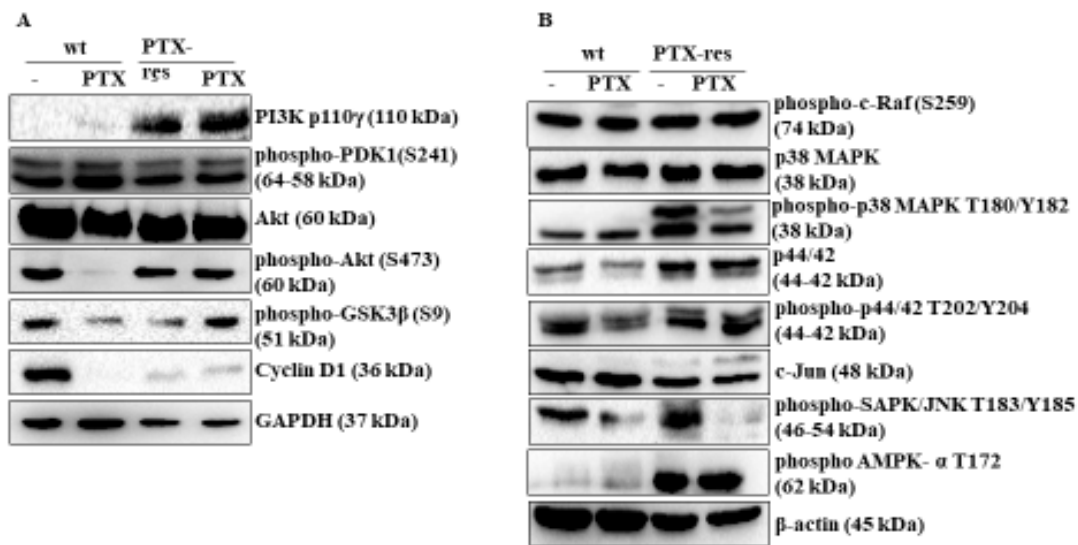 A
wt
PTX-
res
-
PTX
PTX
PI3K p110γ (110 kDa)
phospho-PDK1(S241)
(64-58 kDa)
Akt (60 kDa)
phospho-Akt (S473)
(60 kDa)
phospho-GSK3β (S9)
(51 kDa)
Cyclin D1 (36 kDa)
GAPDH (37 kDa)
B
wt
PTX-res
-
PTX
-
PTX
phospho-c-Raf (S259)
(74 kDa)
p38 MAPK
(38 kDa)
phospho-p38 MAPK T180/Y182
(38 kDa)
p44/42
(44-42 kDa)
phospho-p44/42 T202/Y204
(44-42 kDa)
c-Jun (48 kDa)
phospho-SAPK/JNK T183/Y185
(46-54 kDa)
phospho AMPK- α T172
(62 kDa)
β-actin (45 kDa)